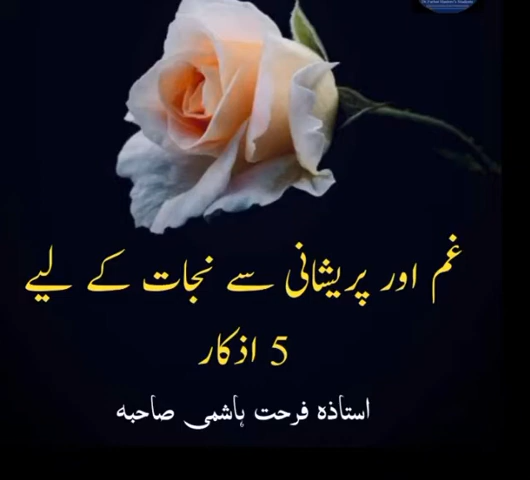 غم اور پریشانی سے نجات کے لیے
5 اذکار
استاذہ فرحت ہاشمی صاحبہ